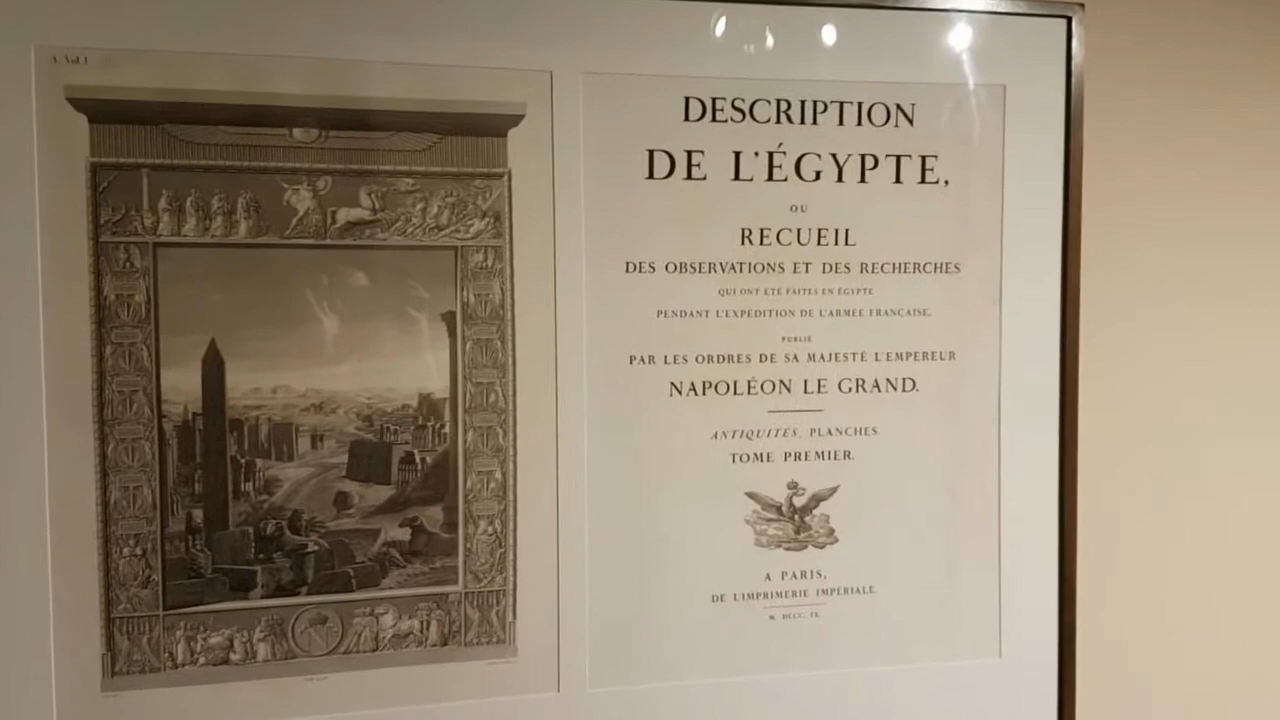 Vol. I
DESCRIPTION
DE L'ÉGYPTE,
OU
RECUEIL
DES OBSERVATIONS ET DES RECHERCHES
QUI ONT ÉTÉ FAITES EN ÉGYPTE
PENDANT L'EXPÉDITION DE L'ARMÉE FRANÇAISE,
PUBLIÉ
PAR LES ORDRES DE SA MAJESTÉ L'EMPEREUR
NAPOLÉON LE GRAND.
ANTIQUITÉS, PLANCHES.
TOME PREMIER.
A PARIS,
DE L'IMPRIMERIE IMPÉRIALE.
M. DCCC. IX.
N